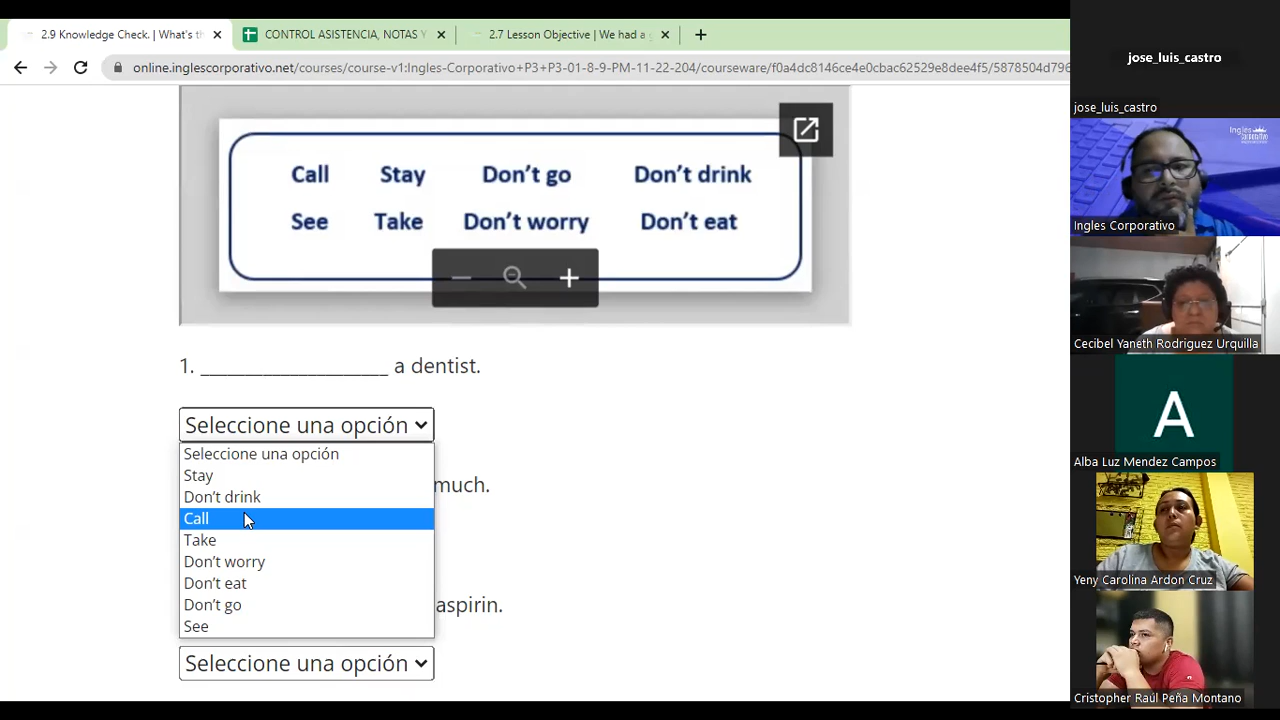 2.9 Knowledge Check. | What's th
CONTROL ASISTENCIA, NOTAS Y
2.7 Lesson Objective | We had a g
online.inglescorporativo.net/courses/course-v1:Ingles-Corporativo+P3+P3-01-8-9-PM-11-22-204/courseware/f0a4dc8146ce4e0cbac62529e8dee4f5/5878504d796
Call Stay Don't go Don't drink
See Take Don't worry Don't eat
1. _____________________ a dentist.
Seleccione una opción
Seleccione una opción
Stay
Don't drink
much.
Call
Take
Don't worry
Don't eat
Don't go
aspirin.
See
Seleccione una opción
jose_luis_castro
jose_luis_castro
Ingles
CORPORATIVO
Ingles Corporativo
Cecibel Yaneth Rodriguez Urquilla
A
Alba Luz Mendez Campos
Yeny Carolina Ardon Cruz
Cristopher Raúl Peña Montano